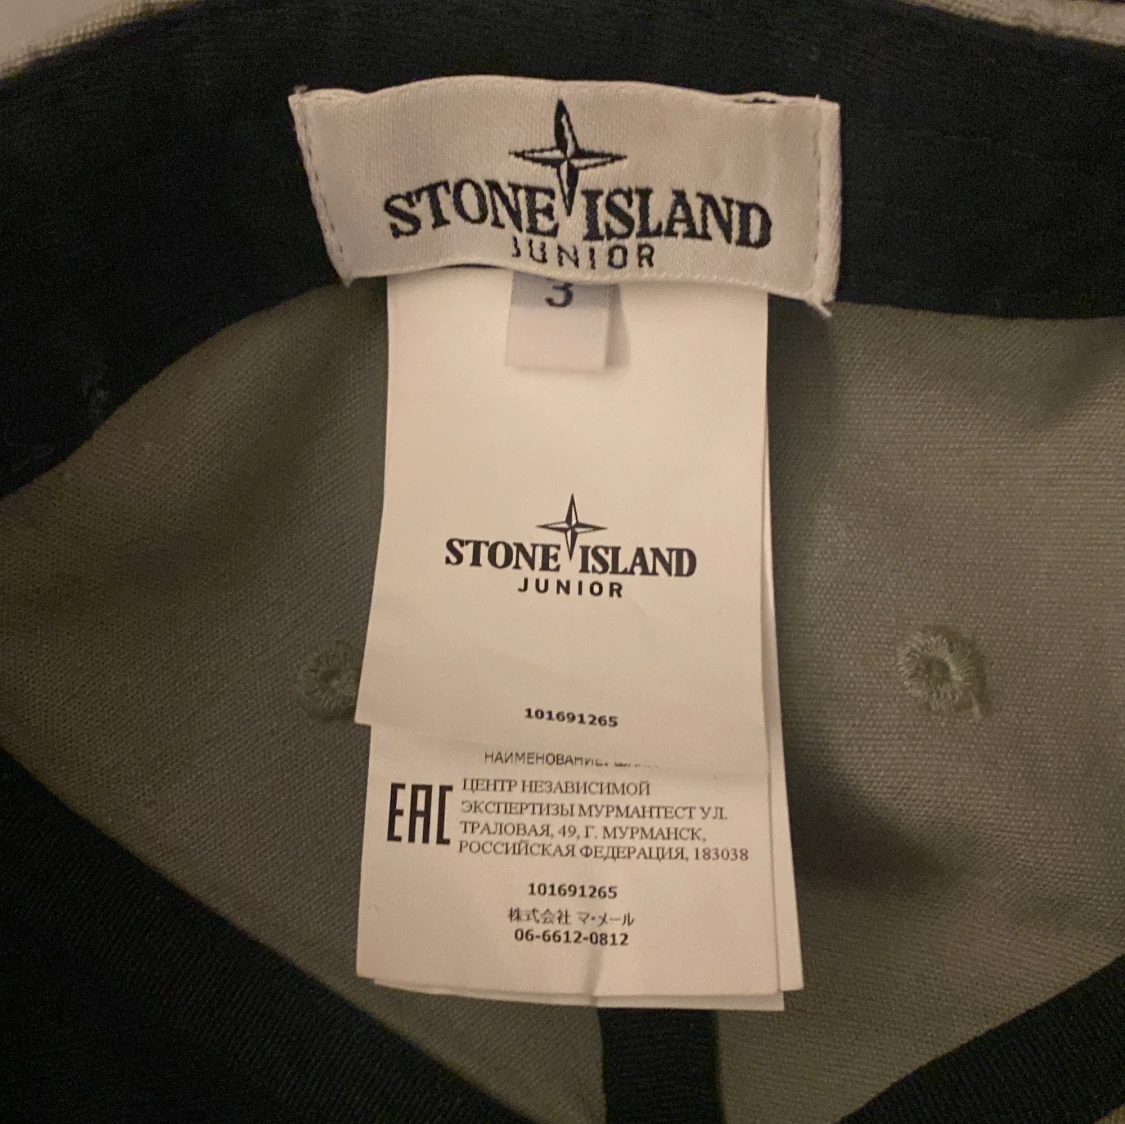 STONE ISLAND
JUNIOR
3
STONE ISLAND
JUNIOR
101691265
НАИМЕНОВАНИЕ:
EAC
ЦЕНТР НЕЗАВИСИМОЙ
ЭКСПЕРТИЗЫ МУРМАНТЕСТ УЛ.
ТРАЛОВАЯ, 49, Г. МУРМАНСК,
РОССИЙСКАЯ ФЕДЕРАЦИЯ, 183038
101691265
株式会社 マ・メール
06-6612-0812